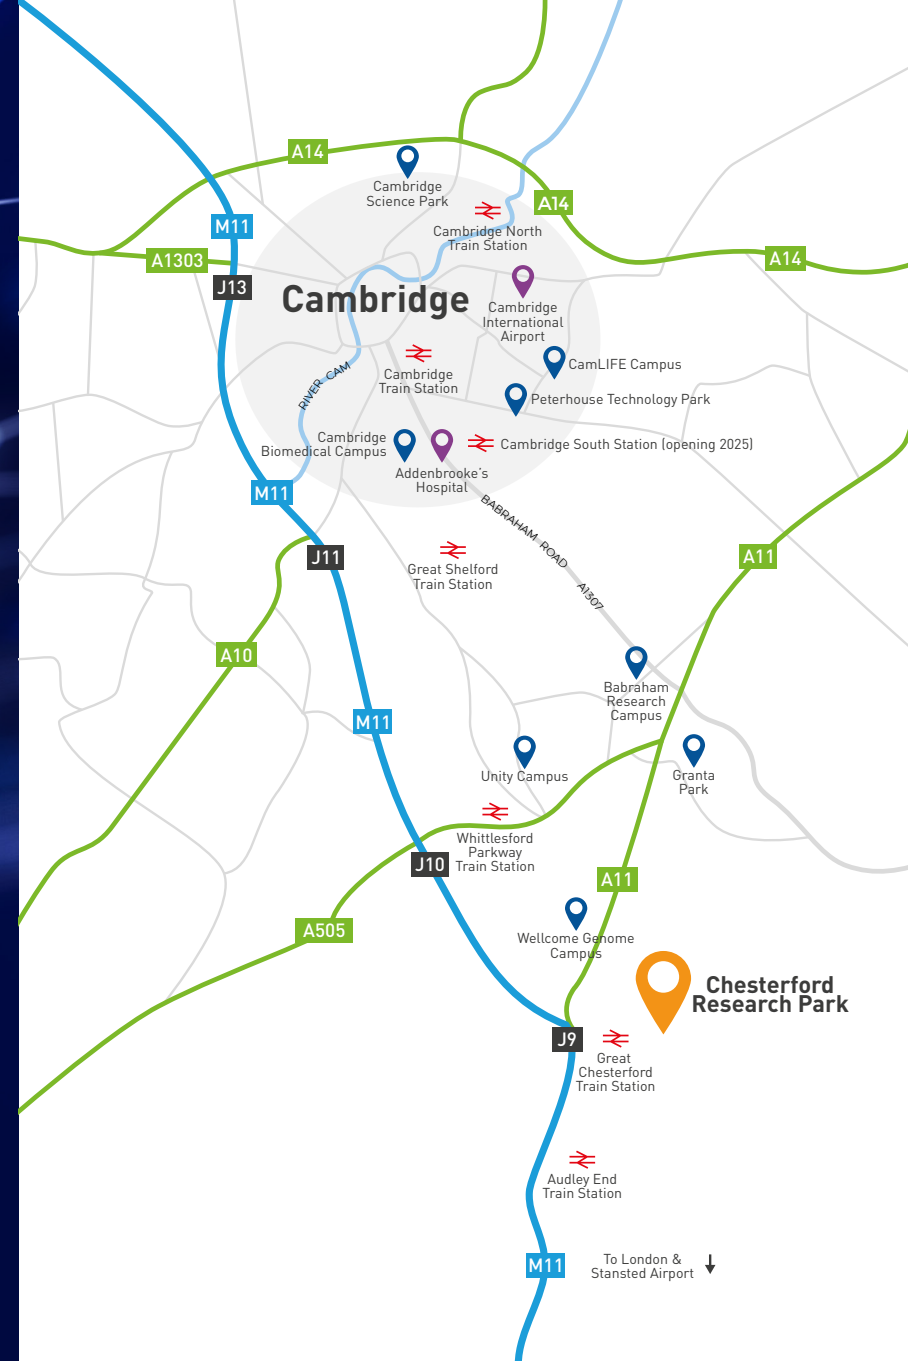 A14
Cambridge
Science Park
A14
Cambridge North
Train Station
M11
A1303
A14
J13
Cambridge
Cambridge
International
Airport
CamLIFE Campus
Cambridge
Train Station
RIVER CAM
Peterhouse Technology Park
Cambridge
Biomedical Campus
Cambridge South Station (opening 2025)
Addenbrooke's
Hospital
M11
BABRAHAM ROAD A1307
J11
A11
Great Shelford
Train Station
A10
Babraham
Research
Campus
M11
Unity Campus
Granta
Park
Whittlesford
Parkway
Train Station
J10
A11
A505
Wellcome Genome
Campus
Chesterford
Research Park
J9
Great
Chesterford
Train Station
Audley End
Train Station
M11
To London &
Stansted Airport